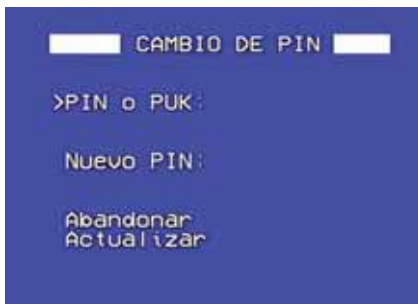 CAMBIO DE PIN
>PIN o PUK:
Nuevo PIN:
Abandonar
Actualizar